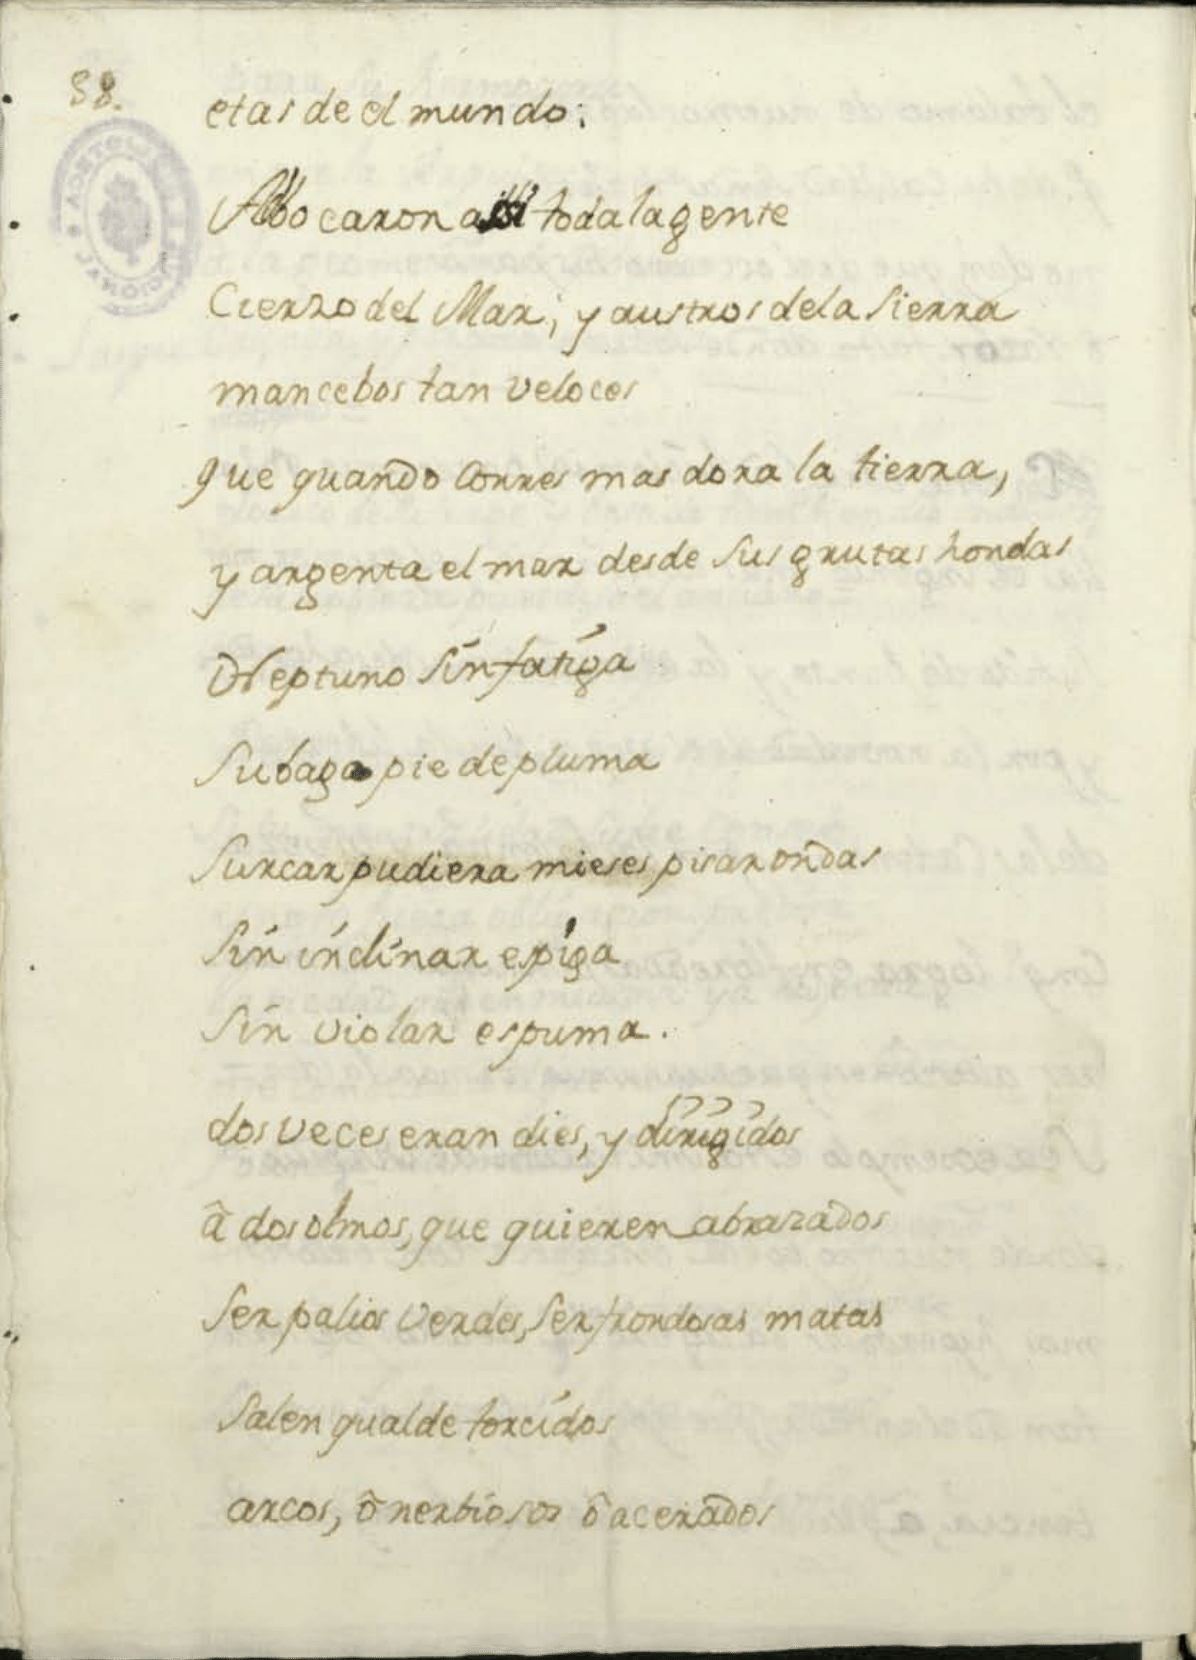 58.
etas de el mundo:
Abocaron assi toda la gente
Cierzo del Mar; y austros de la Sierra
mancebos tan veloces
que quando Corres mas dora la tierra,
y argenta el mar desde sus grutas hondas
Neptuno sin fatiga
Su baga pie de pluma
Surcar pudiera mieses, pisar ondas
Sin inclinar espiga
Sin violar espuma.
dos veces eran dies, y dirigidos
â dos olmos, que quieren abrazados
Ser palios verdes, Ser frondosas matas
Salen qual de torcidos
arcos, ô nerbiosos ô acerados